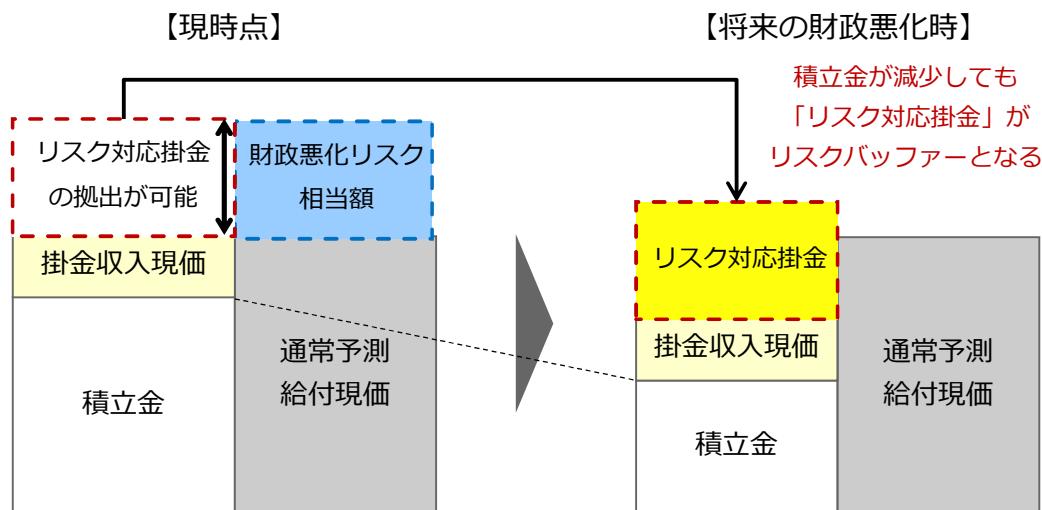 【現時点】
【将来の財政悪化時】
積立金が減少しても
「リスク対応掛金」が
リスクバッファーとなる
リスク対応掛金
の拠出が可能
財政悪化リスク
相当額
掛金収入現価
積立金
通常予測
給付現価
リスク対応掛金
掛金収入現価
積立金
通常予測
給付現価